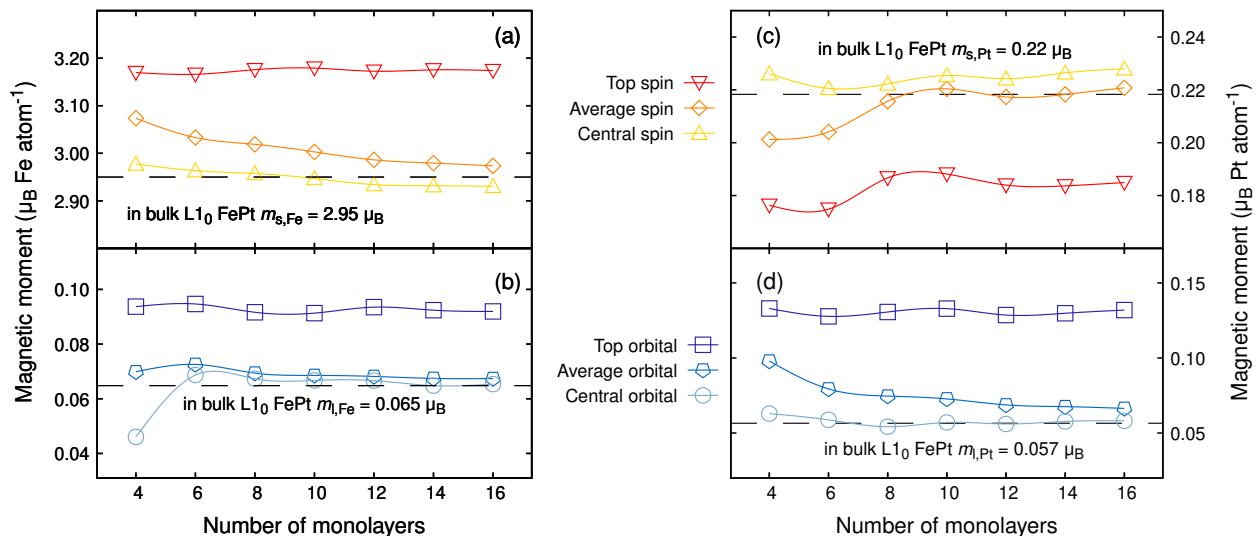 (a)
Magnetic moment (μB Fe atom⁻¹)
3.20
3.10
3.00
2.90
in bulk L1₀ FePt mₛ,Fe = 2.95 μB
(b)
0.10
0.08
0.06
0.04
in bulk L1₀ FePt mₗ,Fe = 0.065 μB
4 6 8 10 12 14 16
Number of monolayers
Top spin
Average spin
Central spin
Top orbital
Average orbital
Central orbital
(c)
in bulk L1₀ FePt mₛ,Pt = 0.22 μB
0.24
0.22
0.20
0.18
Magnetic moment (μB Pt atom⁻¹)
(d)
0.15
0.10
0.05
in bulk L1₀ FePt mₗ,Pt = 0.057 μB
4 6 8 10 12 14 16
Number of monolayers